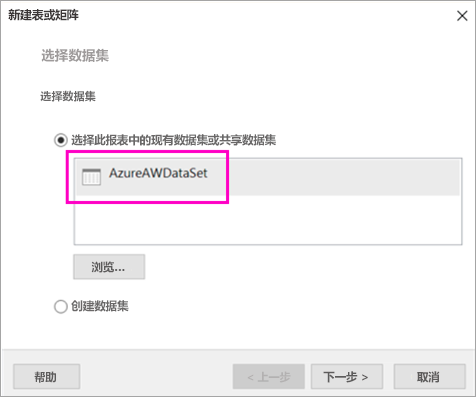 新建表或矩阵
选择数据集
选择数据集
选择此报表中的现有数据集或共享数据集
AzureAWDataSet
浏览...
创建数据集
帮助
< 上一步
下一步 >
取消